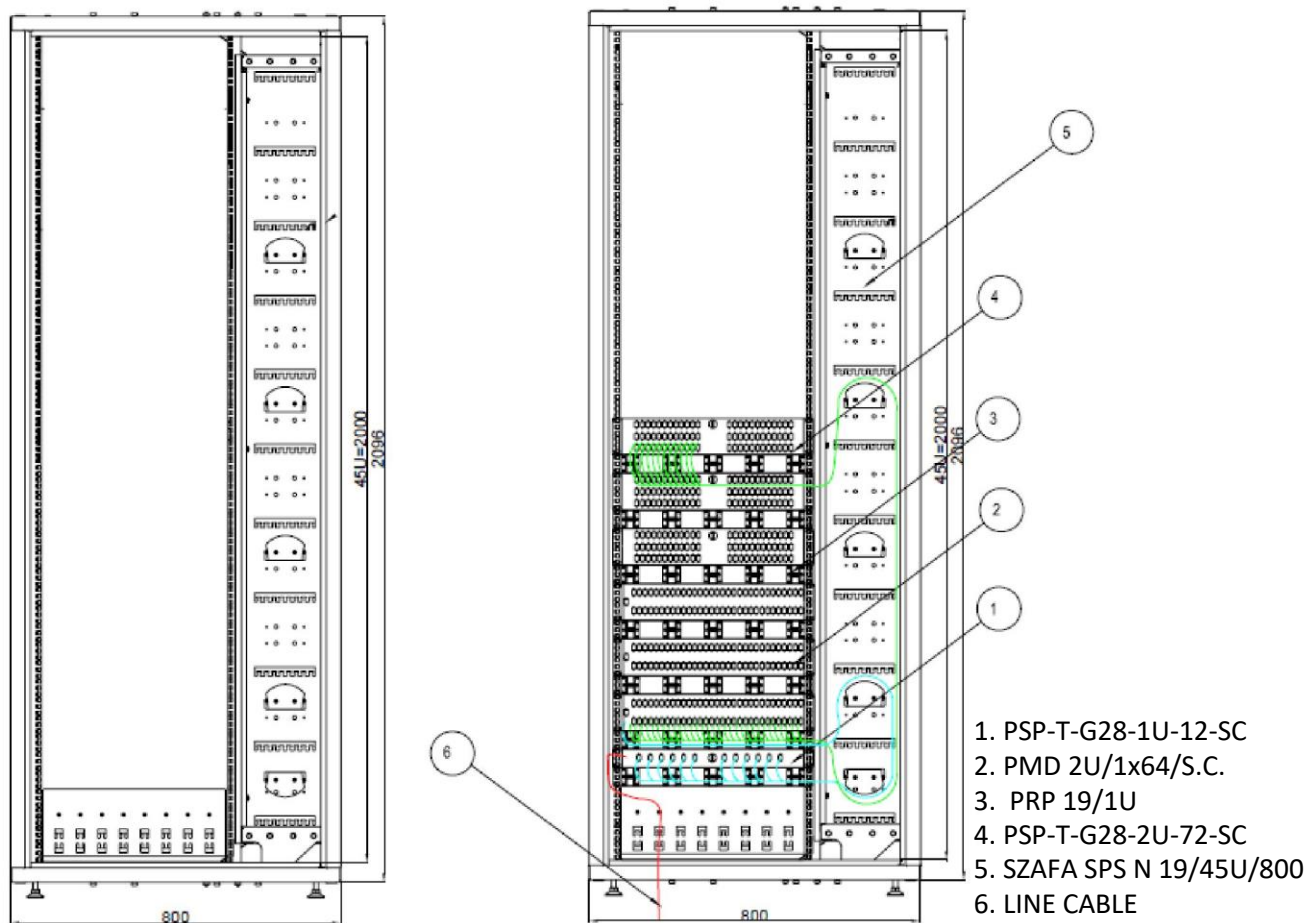 45U=2000
2096
800
45U=2000
2096
800
5
4
3
2
1
6
1. PSP-T-G28-1U-12-SC
2. PMD 2U/1x64/S.C.
3. PRP 19/1U
4. PSP-T-G28-2U-72-SC
5. SZAFA SPS N 19/45U/800
6. LINE CABLE